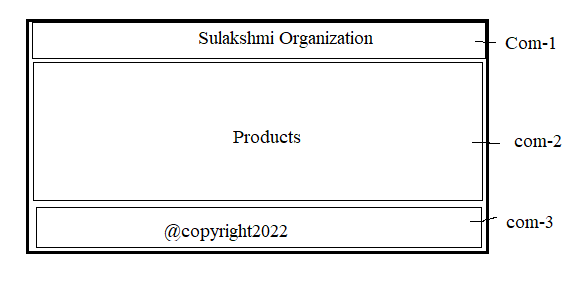 Sulakshmi Organization
Com-1
Products
com-2
@copyright2022
com-3